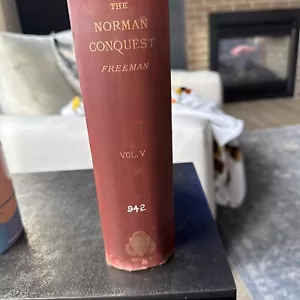 THE
NORMAN
CONQUEST
FREEMAN
VOL. V
942